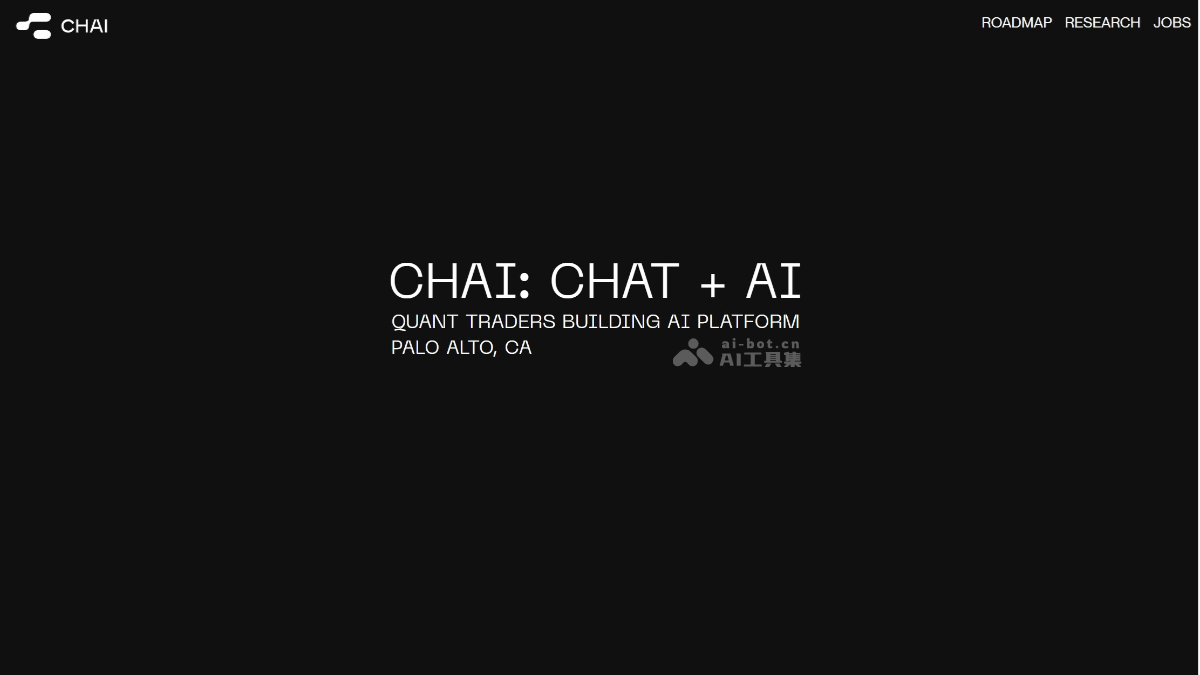 CHAI
ROADMAP RESEARCH JOBS
CHAI: CHAT + AI
QUANT TRADERS BUILDING AI PLATFORM
PALO ALTO, CA
ai-bot.cn
AI工具集